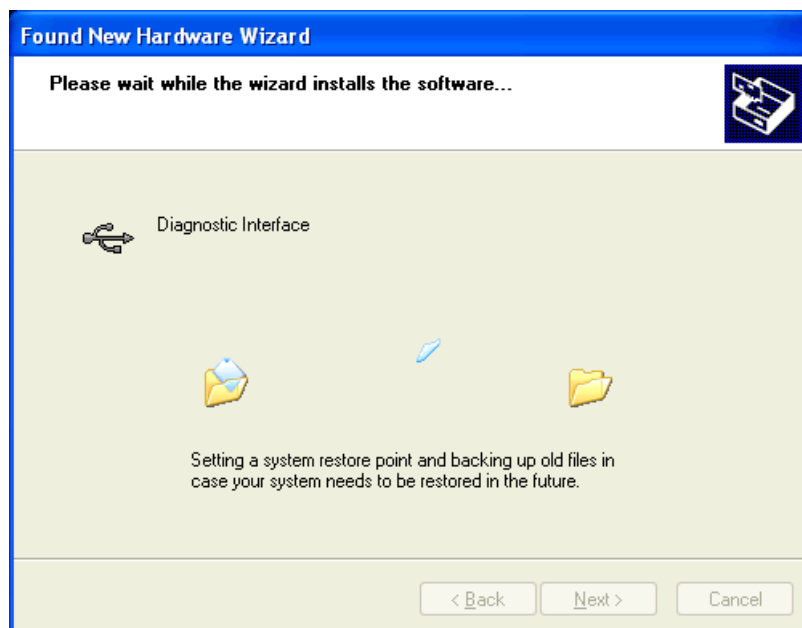 Found New Hardware Wizard
Please wait while the wizard installs the software...
Diagnostic Interface
Setting a system restore point and backing up old files in
case your system needs to be restored in the future.
< Back Next > Cancel